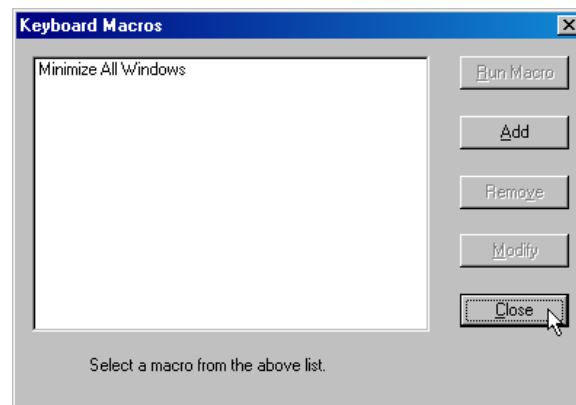 Keyboard Macros
Minimize All Windows
Run Macro
Add
Remove
Modify
Close
Select a macro from the above list.